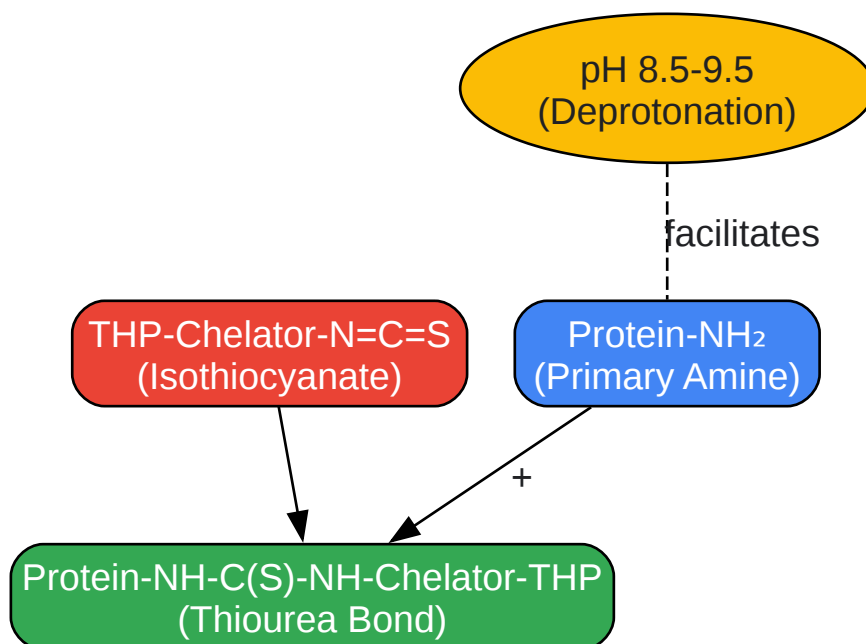 pH 8.5-9.5
(Deprotonation)
facilitates
THP-Chelator-N=C=S
(Isothiocyanate)
Protein-NH₂
(Primary Amine)
+
Protein-NH-C(S)-NH-Chelator-THP
(Thiourea Bond)